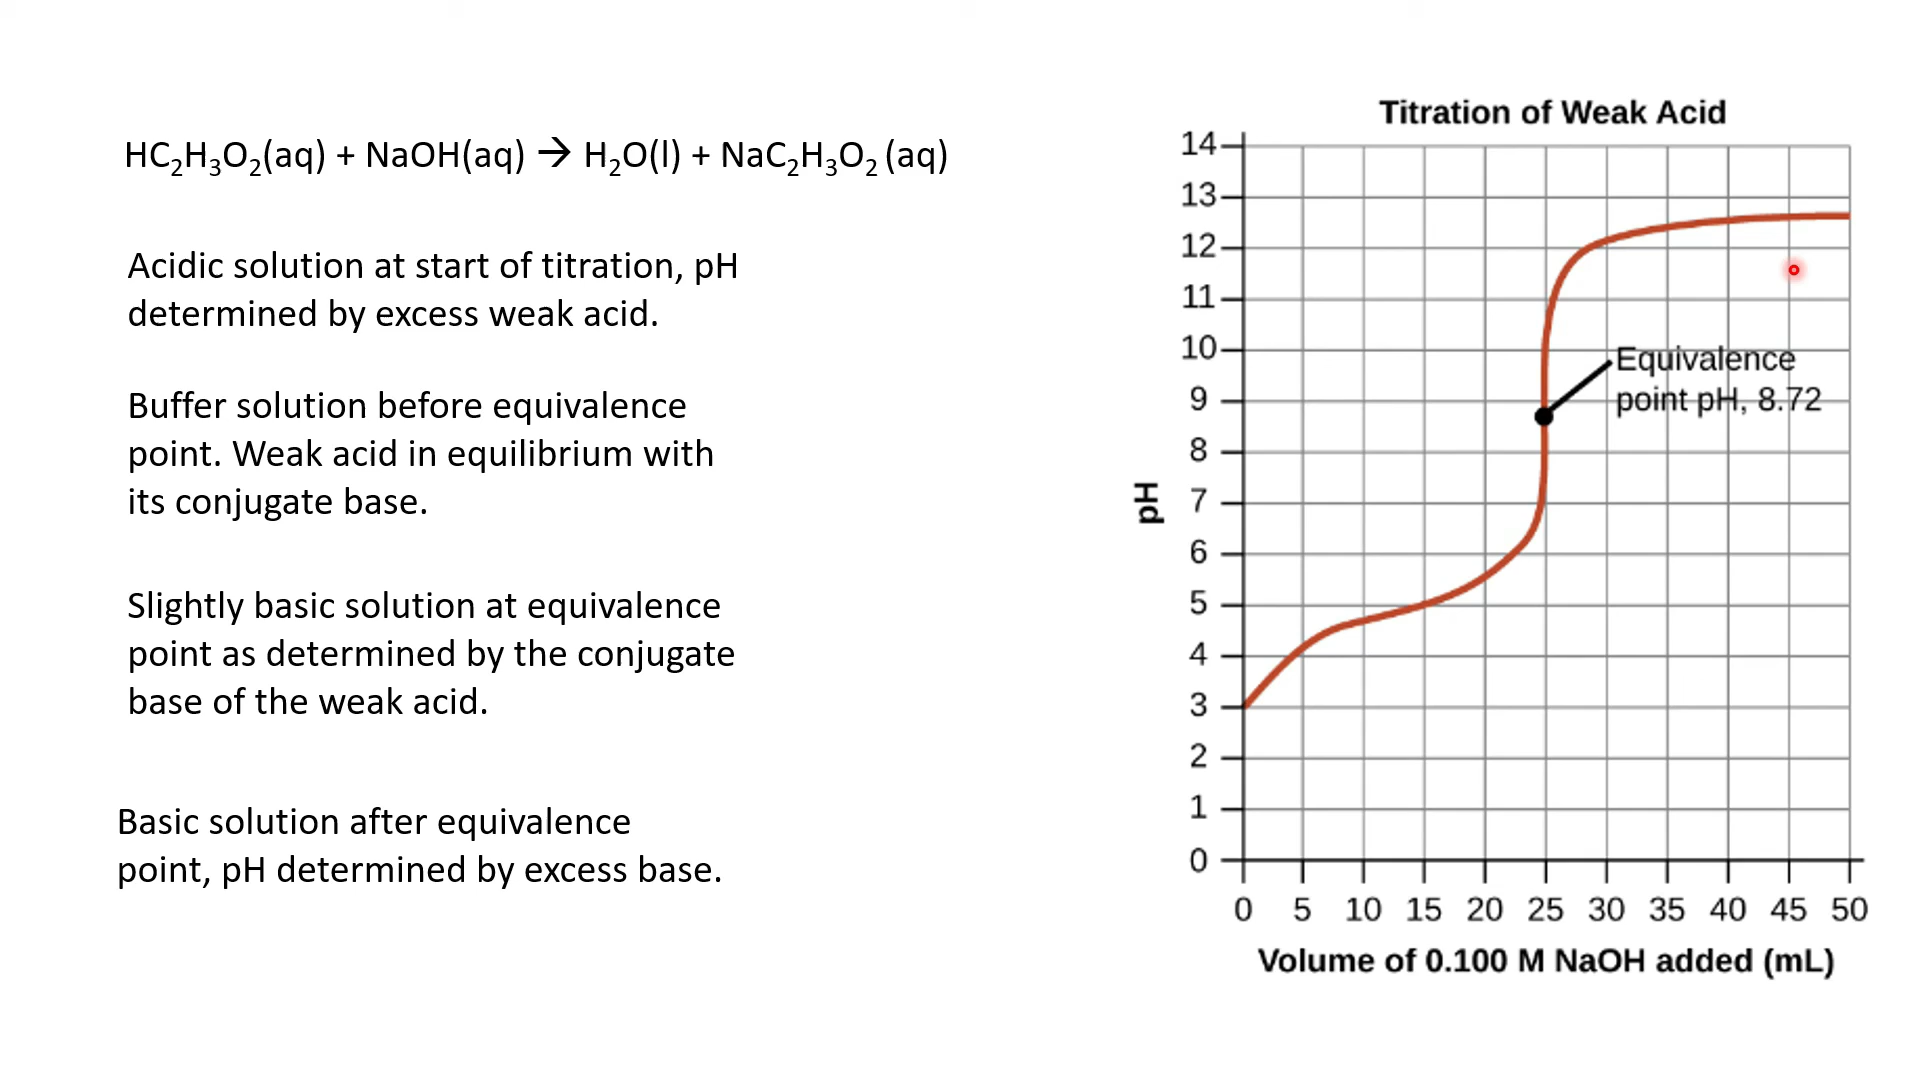 HC₂H₃O₂(aq) + NaOH(aq) → H₂O(l) + NaC₂H₃O₂ (aq)
Acidic solution at start of titration, pH
determined by excess weak acid.
Buffer solution before equivalence
point. Weak acid in equilibrium with
its conjugate base.
Slightly basic solution at equivalence
point as determined by the conjugate
base of the weak acid.
Basic solution after equivalence
point, pH determined by excess base.
Titration of Weak Acid
14
13
12
11
10
9
8
7
6
5
4
3
2
1
0
pH
Equivalence
point pH, 8.72
0 5 10 15 20 25 30 35 40 45 50
Volume of 0.100 M NaOH added (mL)